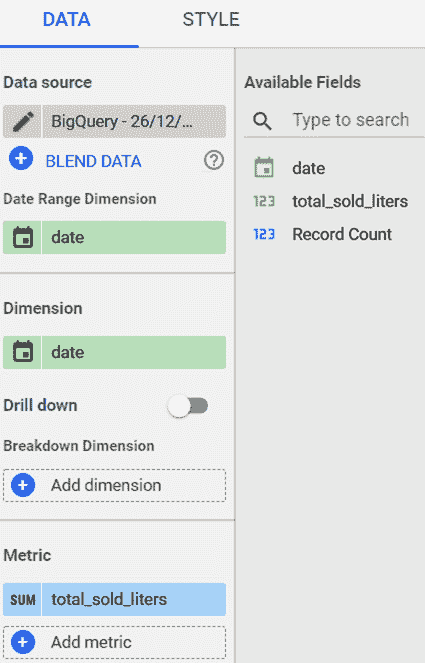 DATA
STYLE
Data source
BigQuery - 26/12/...
BLEND DATA
?
Date Range Dimension
date
Dimension
date
Drill down
Breakdown Dimension
Add dimension
Metric
SUM total_sold_liters
Add metric
Available Fields
Type to search
date
123 total_sold_liters
123 Record Count